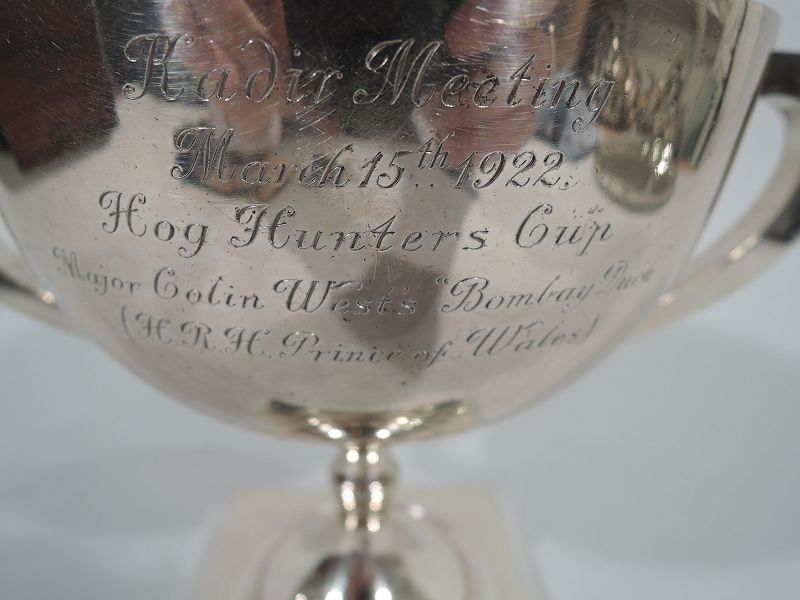 Kadir Meeting
March 15th 1922.
Hog Hunters Cup
Major Colin West's "Bombay Duck
(H.R.H. Prince of Wales)